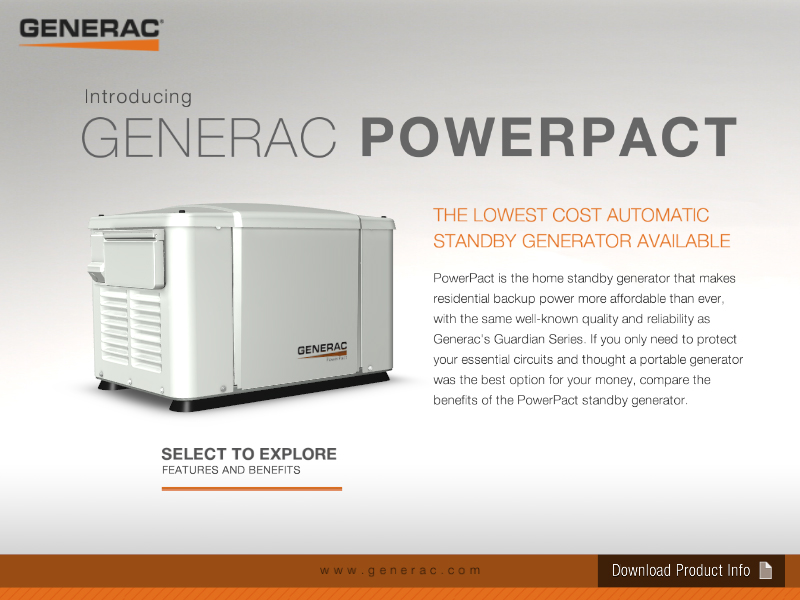 GENERAC®
Introducing
GENERAC POWERPACT
THE LOWEST COST AUTOMATIC
STANDBY GENERATOR AVAILABLE
PowerPact is the home standby generator that makes
residential backup power more affordable than ever,
with the same well-known quality and reliability as
Generac's Guardian Series. If you only need to protect
your essential circuits and thought a portable generator
was the best option for your money, compare the
benefits of the PowerPact standby generator.
GENERAC
PowerPact
SELECT TO EXPLORE
FEATURES AND BENEFITS
www.generac.com
Download Product Info